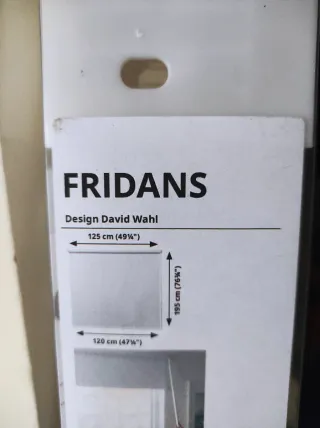 FRIDANS
Design David Wahl
125 cm (49¼")
195 cm (76¾")
120 cm (47¼")